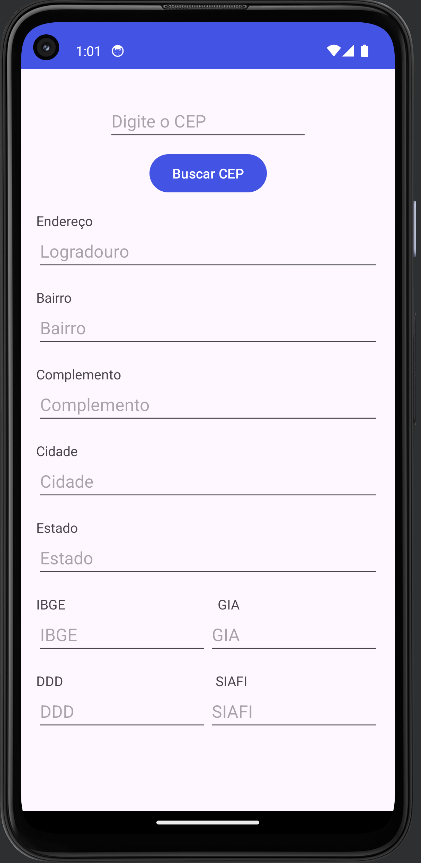 1:01
Digite o CEP
Buscar CEP
Endereço
Logradouro
Bairro
Bairro
Complemento
Complemento
Cidade
Cidade
Estado
Estado
IBGE GIA
IBGE GIA
DDD SIAFI
DDD SIAFI